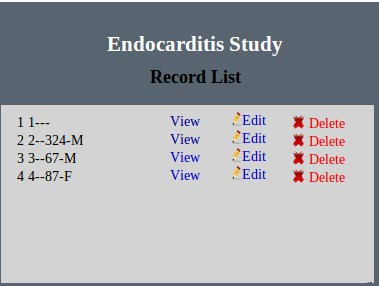 Endocarditis Study
Record List
1 1--- View Edit Delete
2 2--324-M View Edit Delete
3 3--67-M View Edit Delete
4 4--87-F View Edit Delete